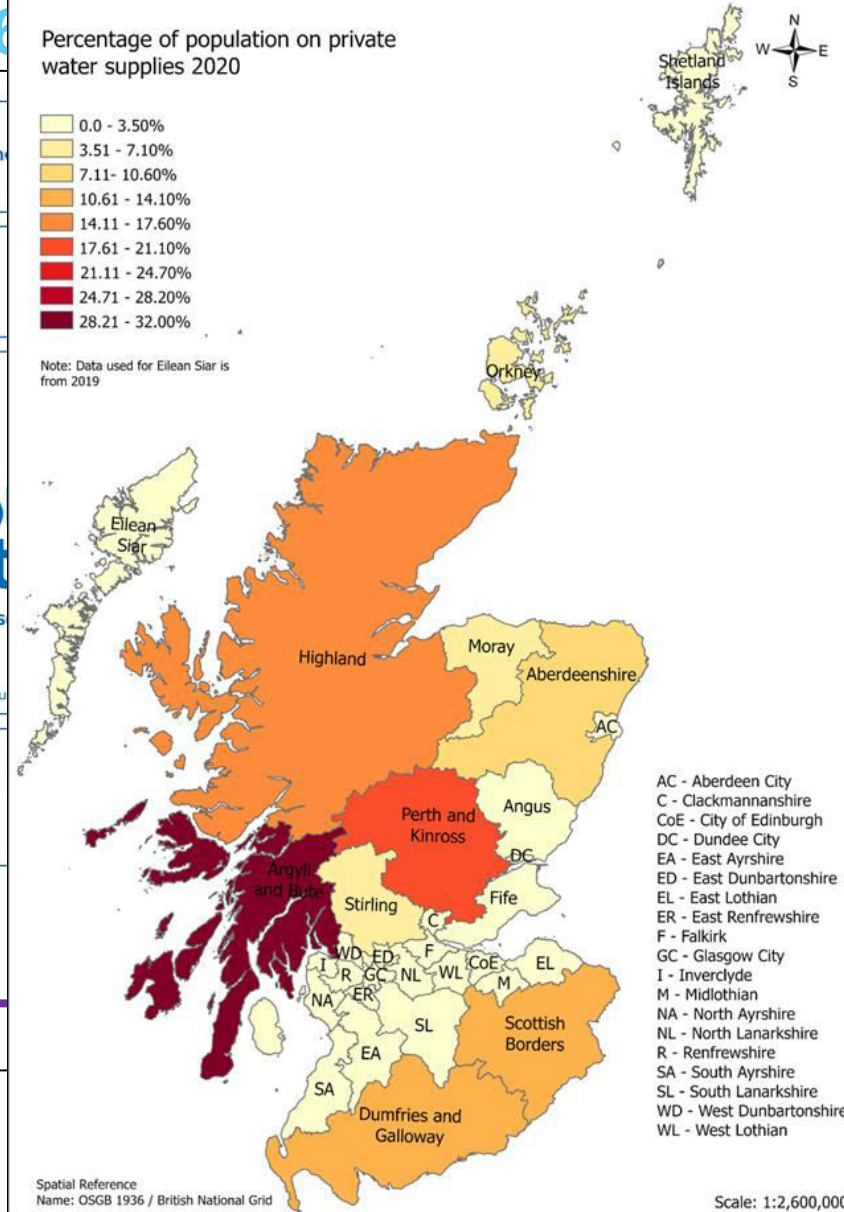 Percentage of population on private
water supplies 2020
0.0 - 3.50%
3.51 - 7.10%
7.11- 10.60%
10.61 - 14.10%
14.11 - 17.60%
17.61 - 21.10%
21.11 - 24.70%
24.71 - 28.20%
28.21 - 32.00%
Note: Data used for Eilean Siar is
from 2019
N
W
E
S
Shetland
Islands
Orkney
Eilean
Siar
Highland
Moray
Aberdeenshire
AC
Perth and
Kinross
Angus
DC
Argyll
and Bute
Stirling
Fife
C
WD
ED
F
I
R
GC
NL
WL
CoE
EL
M
NA
ER
SL
EA
SA
Scottish
Borders
Dumfries and
Galloway
AC - Aberdeen City
C - Clackmannanshire
CoE - City of Edinburgh
DC - Dundee City
EA - East Ayrshire
ED - East Dunbartonshire
EL - East Lothian
ER - East Renfrewshire
F - Falkirk
GC - Glasgow City
I - Inverclyde
M - Midlothian
NA - North Ayrshire
NL - North Lanarkshire
R - Renfrewshire
SA - South Ayrshire
SL - South Lanarkshire
WD - West Dunbartonshire
WL - West Lothian
Spatial Reference
Name: OSGB 1936 / British National Grid
Scale: 1:2,600,000